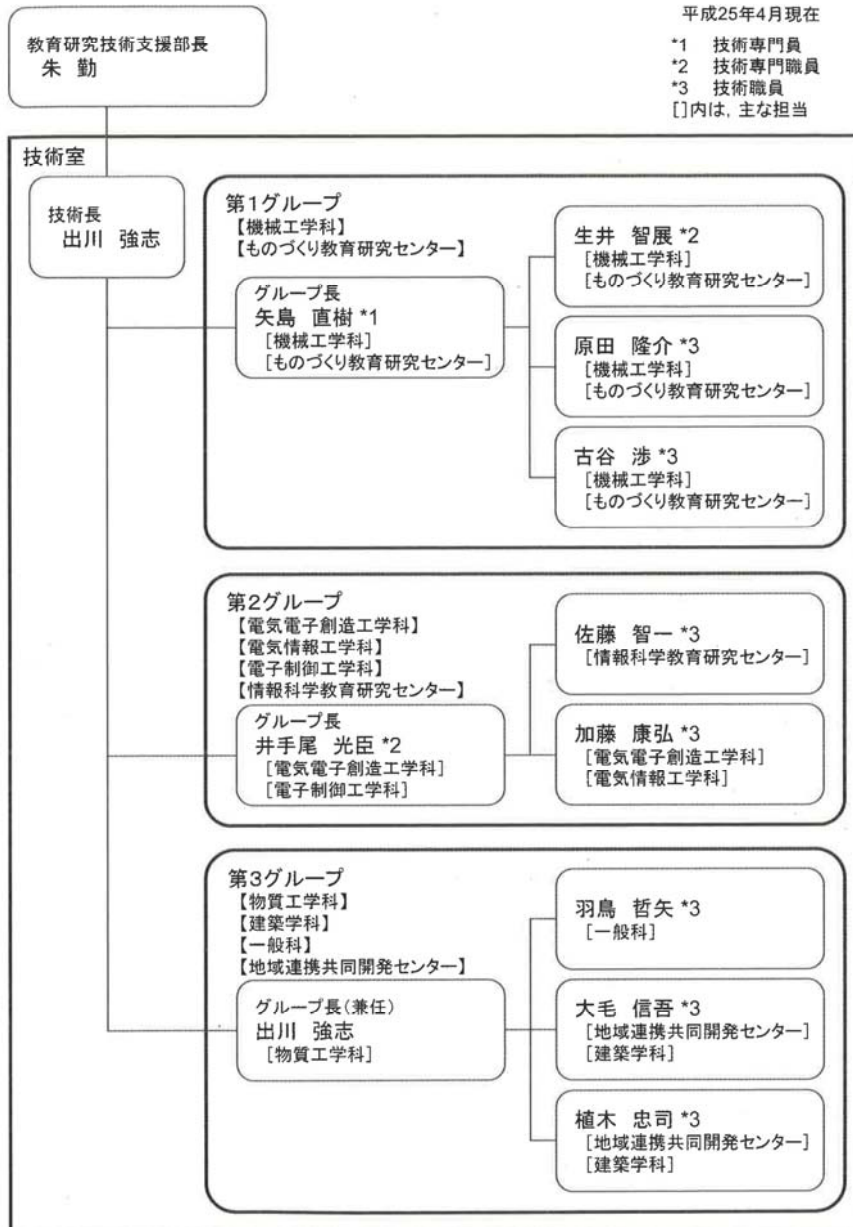 平成25年4月現在
*1 技術専門員
*2 技術専門職員
*3 技術職員
[]内は，主な担当
教育研究技術支援部長
朱 勤
技術室
技術長
出川 強志
第1グループ
【機械工学科】
【ものづくり教育研究センター】
グループ長
矢島 直樹 *1
[機械工学科]
[ものづくり教育研究センター]
生井 智展 *2
[機械工学科]
[ものづくり教育研究センター]
原田 隆介 *3
[機械工学科]
[ものづくり教育研究センター]
古谷 渉 *3
[機械工学科]
[ものづくり教育研究センター]
第2グループ
【電気電子創造工学科】
【電気情報工学科】
【電子制御工学科】
【情報科学教育研究センター】
グループ長
井手尾 光臣 *2
[電気電子創造工学科]
[電子制御工学科]
佐藤 智一 *3
[情報科学教育研究センター]
加藤 康弘 *3
[電気電子創造工学科]
[電気情報工学科]
第3グループ
【物質工学科】
【建築学科】
【一般科】
【地域連携共同開発センター】
グループ長(兼任)
出川 強志
[物質工学科]
羽鳥 哲矢 *3
[一般科]
大毛 信吾 *3
[地域連携共同開発センター]
[建築学科]
植木 忠司 *3
[地域連携共同開発センター]
[建築学科]